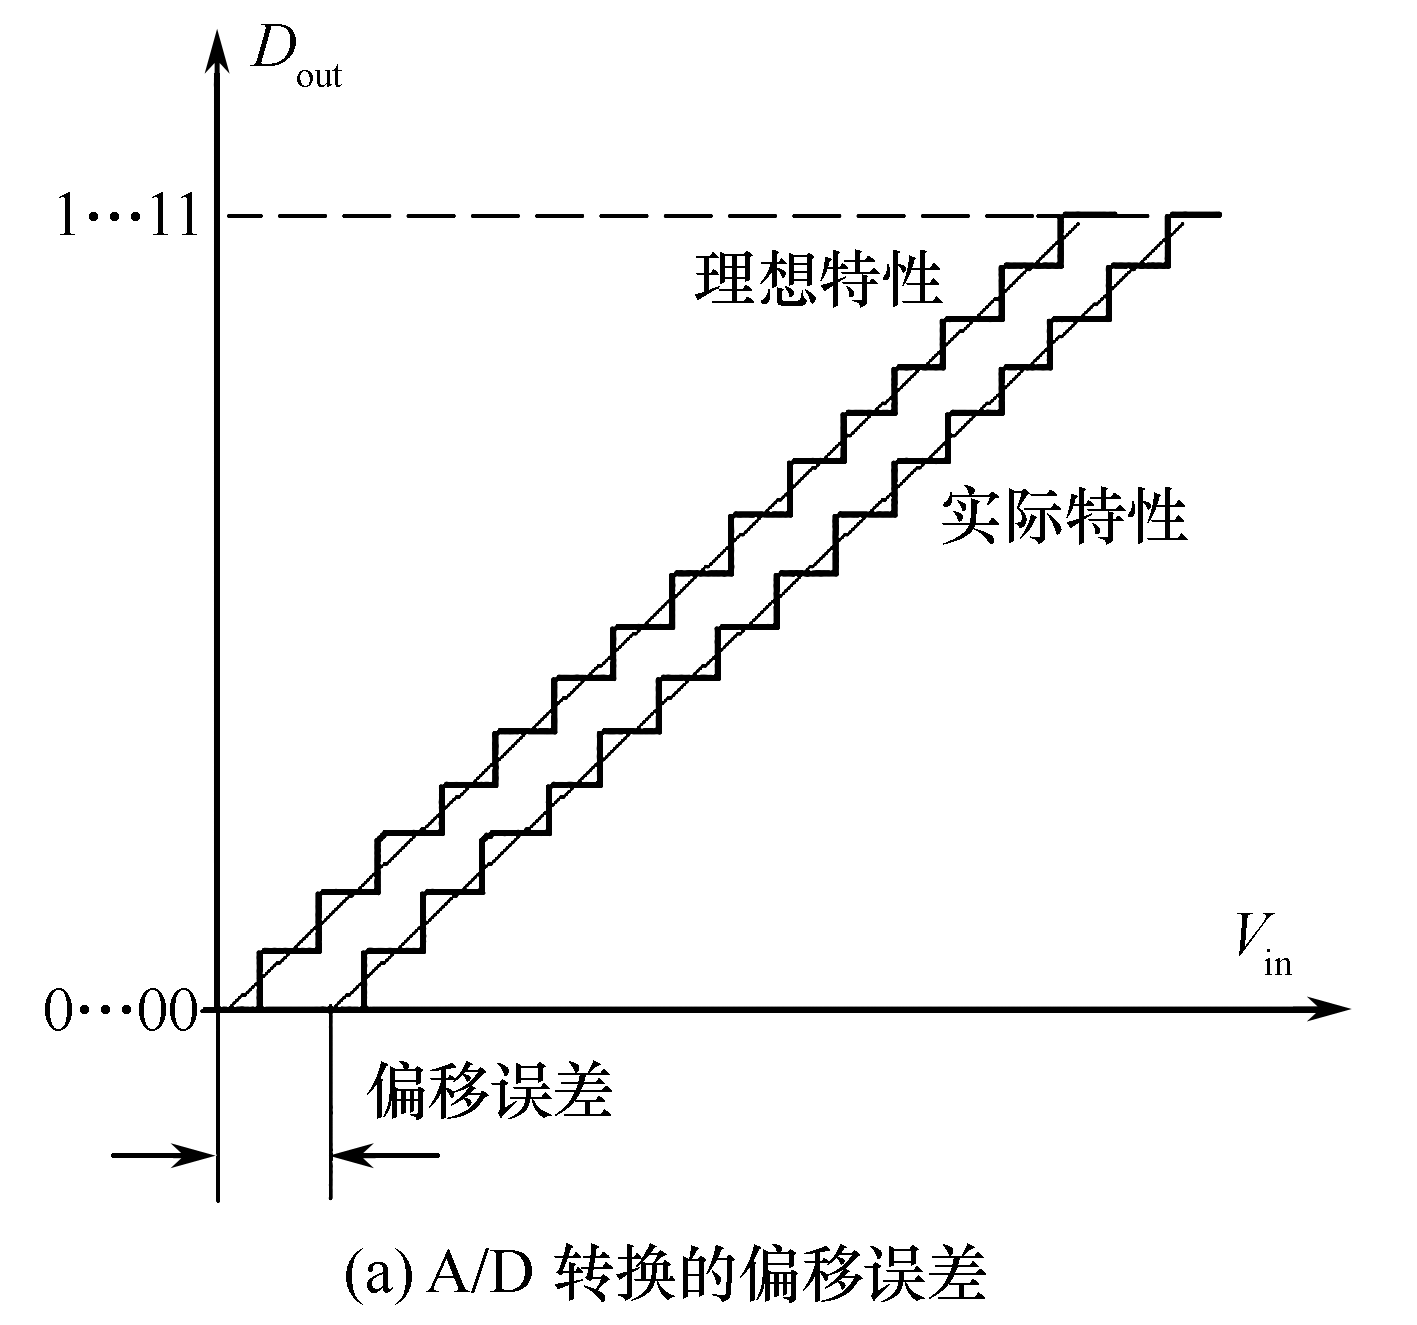 D_out
1···11
理想特性
实际特性
V_in
0···00
偏移误差
(a) A/D 转换的偏移误差